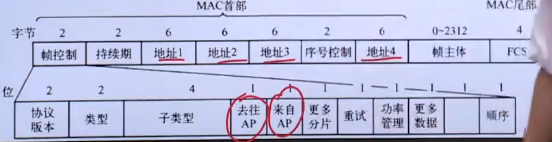 MAC首部
MAC尾部
字节 2 2 6 6 6 2 6 0~2312 4
帧控制 持续期 地址1 地址2 地址3 序号控制 地址4 帧主体 FCS
位 2 2 4 1 1 1 1 1 1 1 1
协议版本 类型 子类型 去往AP 来自AP 更多分片 重试 功率管理 更多数据 顺序